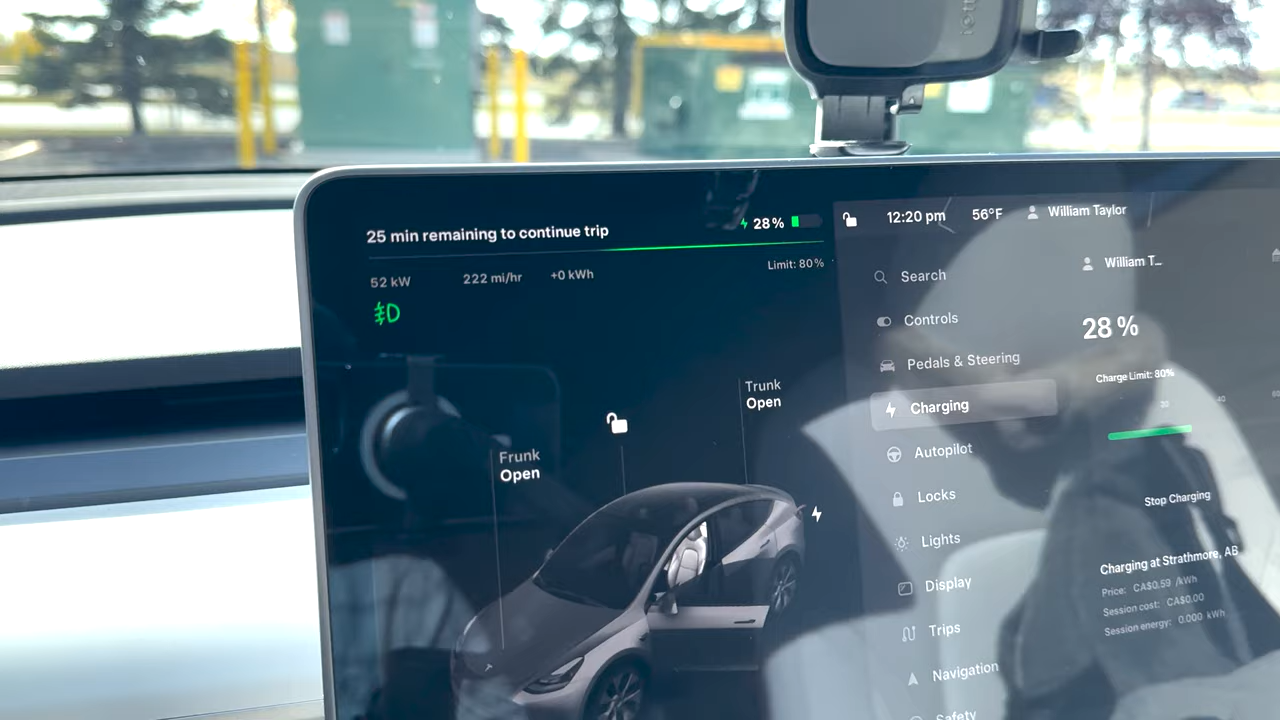 25 min remaining to continue trip
28%
52 kW 222 mi/hr +0 kWh
Limit: 80%
Frunk
Open
Trunk
Open
12:20 pm 56°F William Taylor
Search
Controls
Pedals & Steering
Charging
Autopilot
Locks
Lights
Display
Trips
Navigation
Safety
William T...
28%
Charge Limit: 80%
Stop Charging
Charging at Strathmore, AB
Price: CA$0.59 /kWh
Session cost: CA$0.00
Session energy: 0.000 kWh